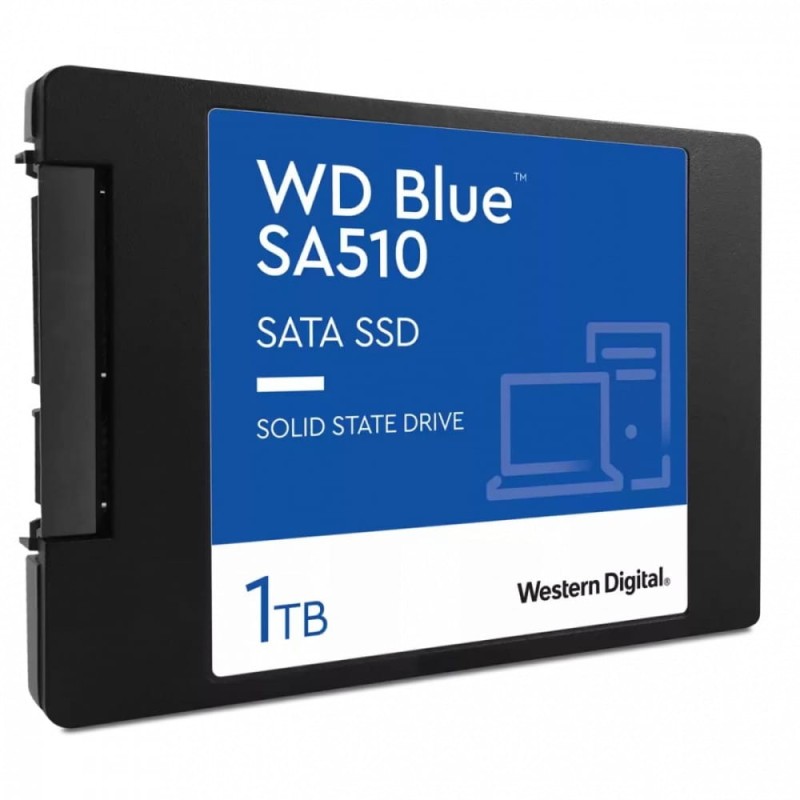 WD Blue™
SA510
SATA SSD
SOLID STATE DRIVE
1TB
Western Digital®